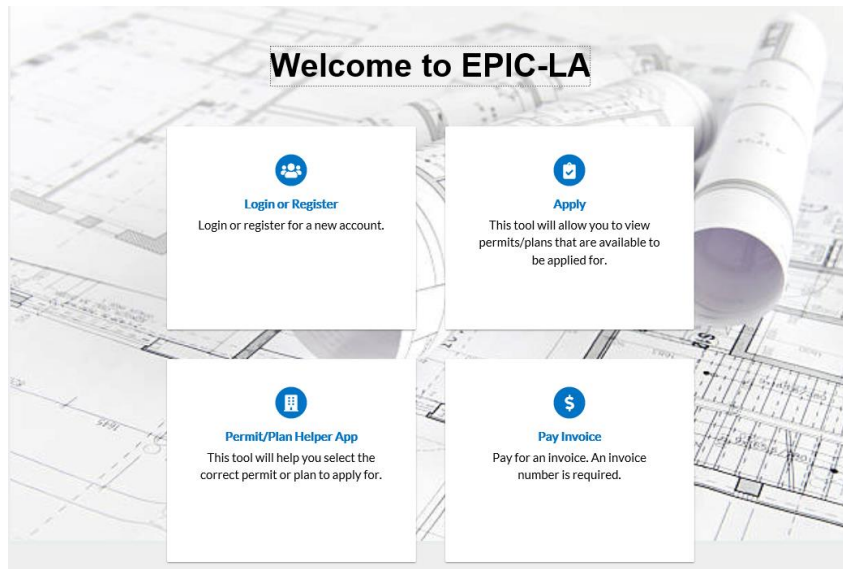 Welcome to EPIC-LA
Login or Register
Login or register for a new account.
Apply
This tool will allow you to view
permits/plans that are available to
be applied for.
Permit/Plan Helper App
This tool will help you select the
correct permit or plan to apply for.
Pay Invoice
Pay for an invoice. An invoice
number is required.